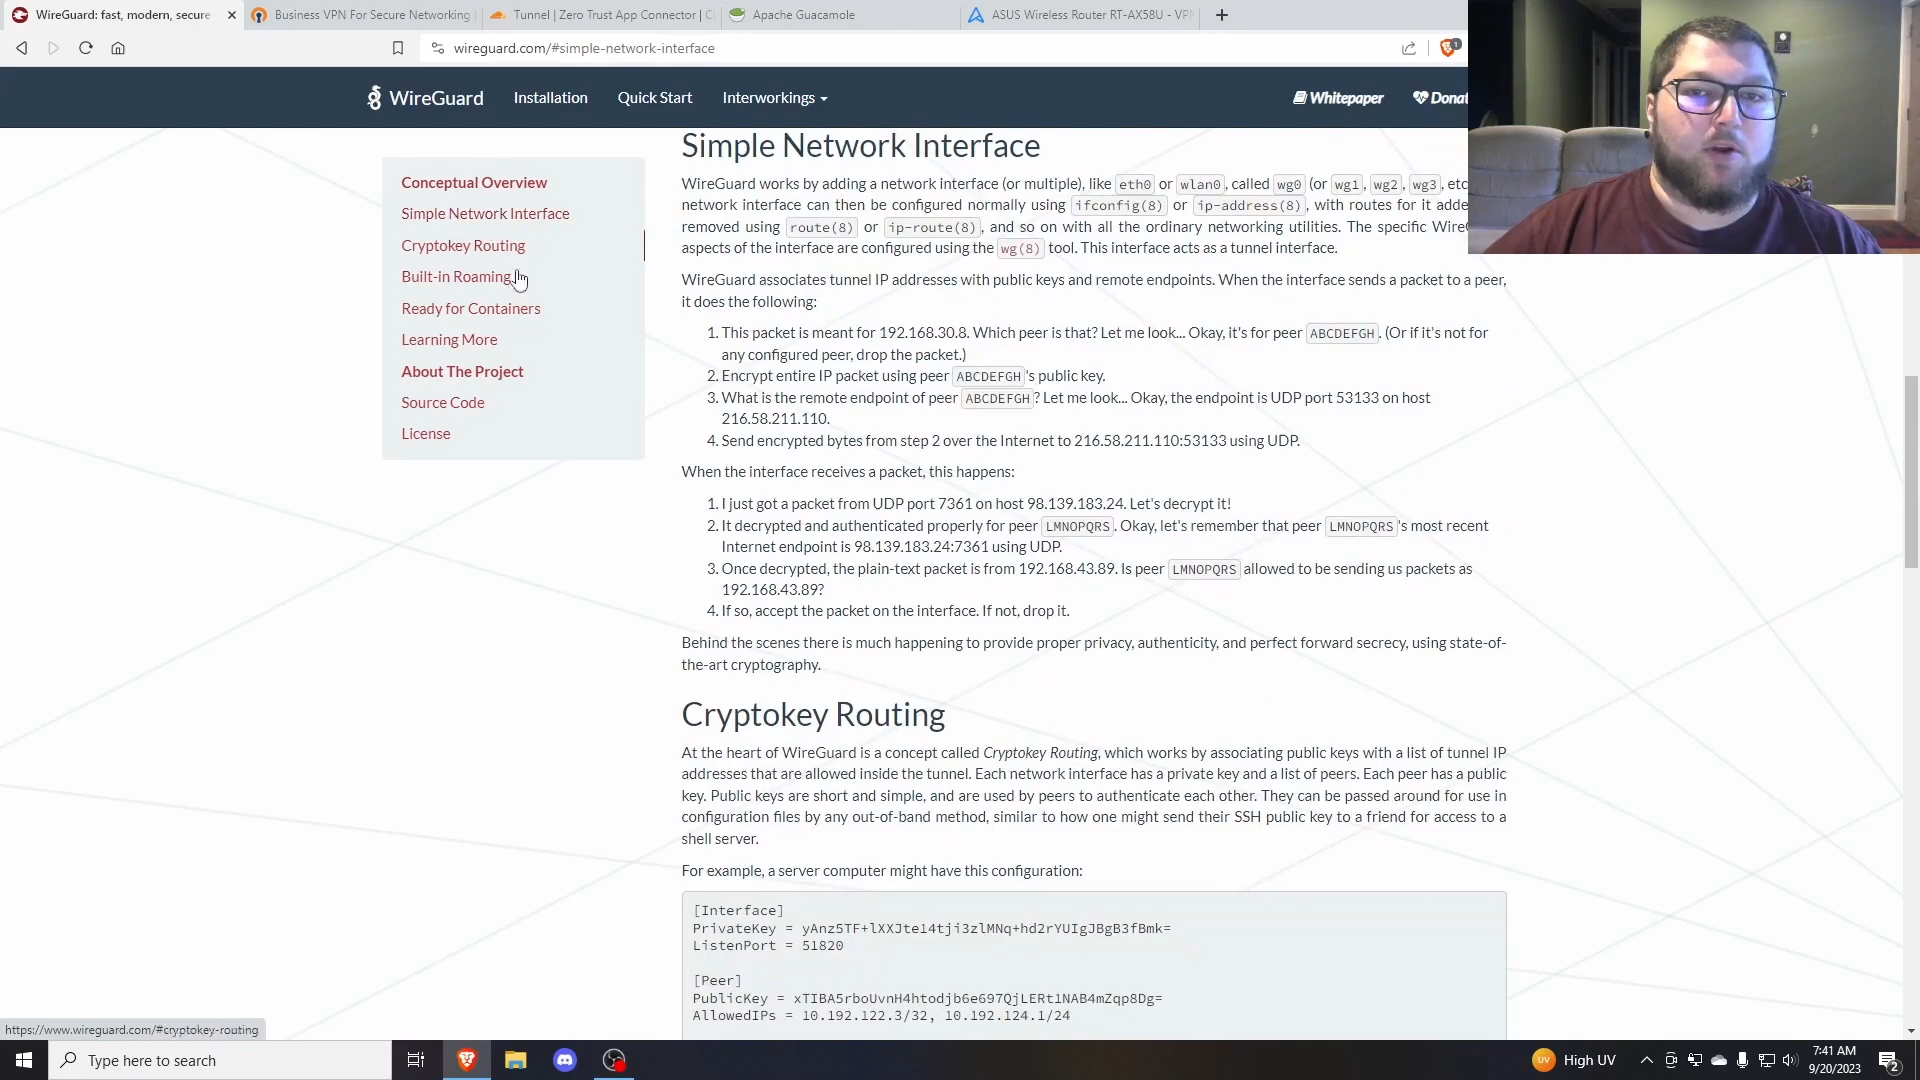 WireGuard: fast, modern, secure
Business VPN For Secure Networking
Tunnel | Zero Trust App Connector | C
Apache Guacamole
ASUS Wireless Router RT-AX58U - VP
wireguard.com/#simple-network-interface
1
WireGuard
Installation
Quick Start
Interworkings
Whitepaper
Donat
Conceptual Overview
Simple Network Interface
Cryptokey Routing
Built-in Roaming
Ready for Containers
Learning More
About The Project
Source Code
License
Simple Network Interface
WireGuard works by adding a network interface (or multiple), like eth0 or wlan0, called wg0 (or wg1, wg2, wg3, etc
network interface can then be configured normally using ifconfig(8) or ip-address(8), with routes for it adde
removed using route(8) or ip-route(8), and so on with all the ordinary networking utilities. The specific WireG
aspects of the interface are configured using the wg(8) tool. This interface acts as a tunnel interface.
WireGuard associates tunnel IP addresses with public keys and remote endpoints. When the interface sends a packet to a peer,
it does the following:
1. This packet is meant for 192.168.30.8. Which peer is that? Let me look... Okay, it's for peer ABCDEFGH. (Or if it's not for
any configured peer, drop the packet.)
2. Encrypt entire IP packet using peer ABCDEFGH's public key.
3. What is the remote endpoint of peer ABCDEFGH? Let me look... Okay, the endpoint is UDP port 53133 on host
216.58.211.110.
4. Send encrypted bytes from step 2 over the Internet to 216.58.211.110:53133 using UDP.
When the interface receives a packet, this happens:
1. I just got a packet from UDP port 7361 on host 98.139.183.24. Let's decrypt it!
2. It decrypted and authenticated properly for peer LMNOPQRS. Okay, let's remember that peer LMNOPQRS's most recent
Internet endpoint is 98.139.183.24:7361 using UDP.
3. Once decrypted, the plain-text packet is from 192.168.43.89. Is peer LMNOPQRS allowed to be sending us packets as
192.168.43.89?
4. If so, accept the packet on the interface. If not, drop it.
Behind the scenes there is much happening to provide proper privacy, authenticity, and perfect forward secrecy, using state-of-
the-art cryptography.
Cryptokey Routing
At the heart of WireGuard is a concept called Cryptokey Routing, which works by associating public keys with a list of tunnel IP
addresses that are allowed inside the tunnel. Each network interface has a private key and a list of peers. Each peer has a public
key. Public keys are short and simple, and are used by peers to authenticate each other. They can be passed around for use in
configuration files by any out-of-band method, similar to how one might send their SSH public key to a friend for access to a
shell server.
For example, a server computer might have this configuration:
[Interface]
PrivateKey = yAnz5TF+lXXJte14tji3zlMNq+hd2rYUIgJBgB3fBmk=
ListenPort = 51820
[Peer]
PublicKey = xTIBA5rboUvnH4htodjb6e697QjLERt1NAB4mZqp8Dg=
AllowedIPs = 10.192.122.3/32, 10.192.124.1/24
https://www.wireguard.com/#cryptokey-routing
Type here to search
UV
High UV
7:41 AM
9/20/2023
2